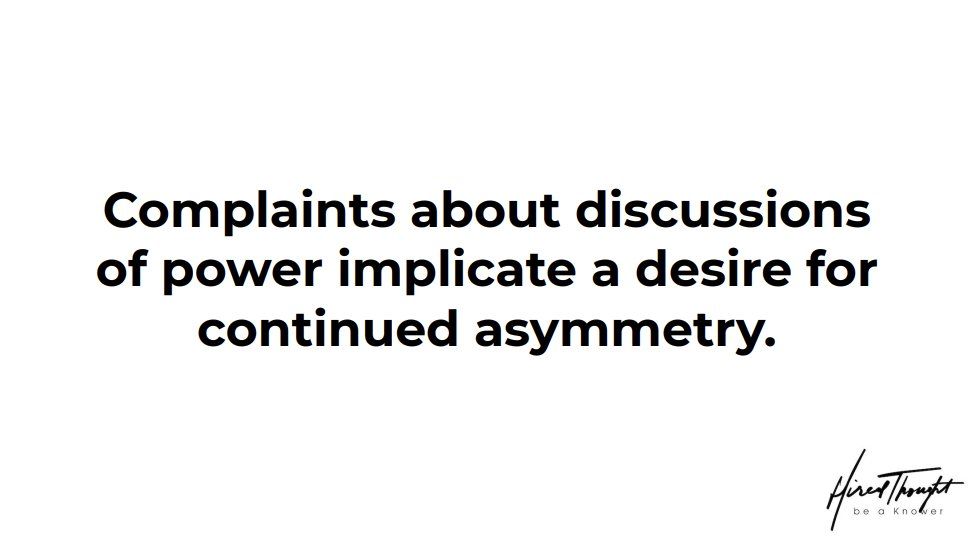 Complaints about discussions
of power implicate a desire for
continued asymmetry.
Hired Thought
be a Knower